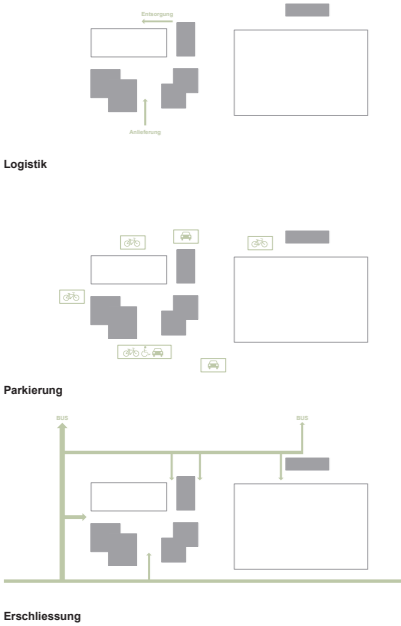 Entsorgung
Anlieferung
Logistik
Parkierung
BUS
BUS
Erschliessung